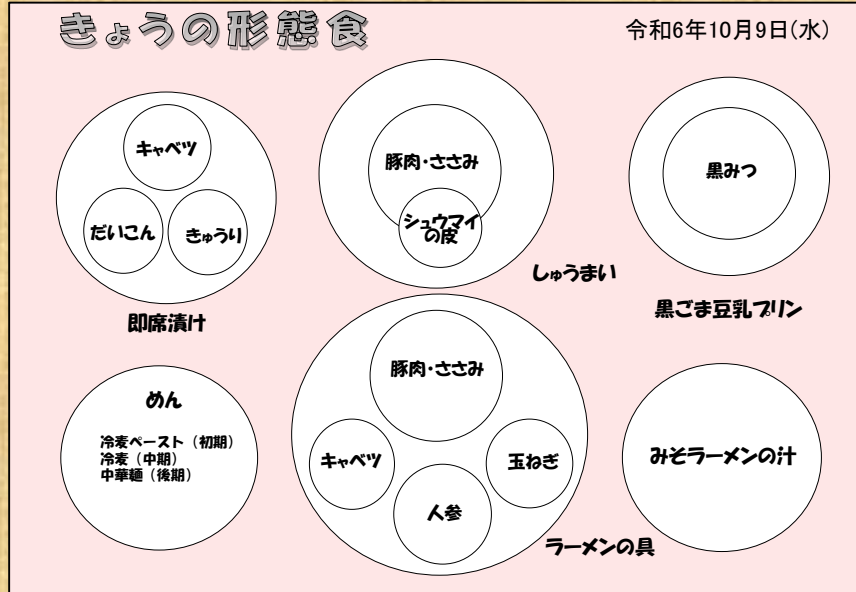 きょうの形態食
令和6年10月9日(水)
キャベツ
だいこん
きゅうり
即席漬け
豚肉・ささみ
シュウマイ
の皮
しゅうまい
黒みつ
黒ごま豆乳プリン
めん
冷麦ペースト（初期）
冷麦（中期）
中華麺（後期）
豚肉・ささみ
キャベツ
玉ねぎ
人参
ラーメンの具
みそラーメンの汁